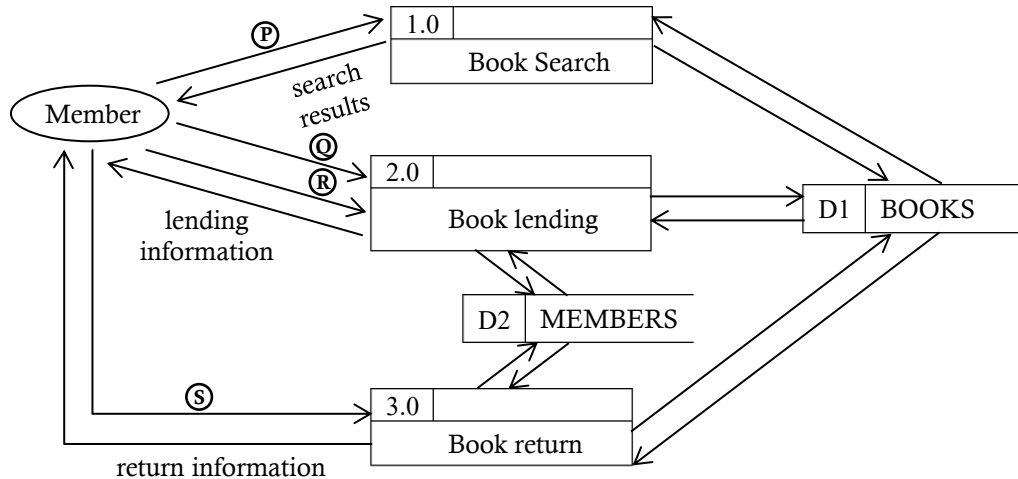 P
1.0
Book Search
search
results
Member
Q
R
2.0
Book lending
lending
information
D1 BOOKS
D2 MEMBERS
S
3.0
Book return
return information